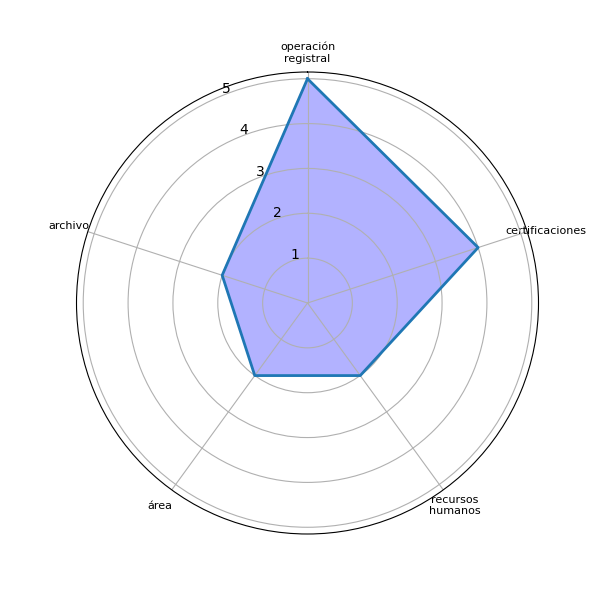 operación
registral
5
4
3
2
1
archivo
certificaciones
área
recursos
humanos